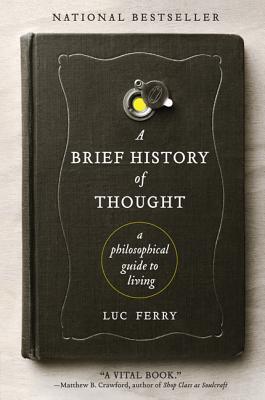 NATIONAL BESTSELLER
A
BRIEF HISTORY
of
THOUGHT
a
philosophical
guide to
living
LUC FERRY
"A VITAL BOOK."
—Matthew B. Crawford, author of Shop Class as Soulcraft